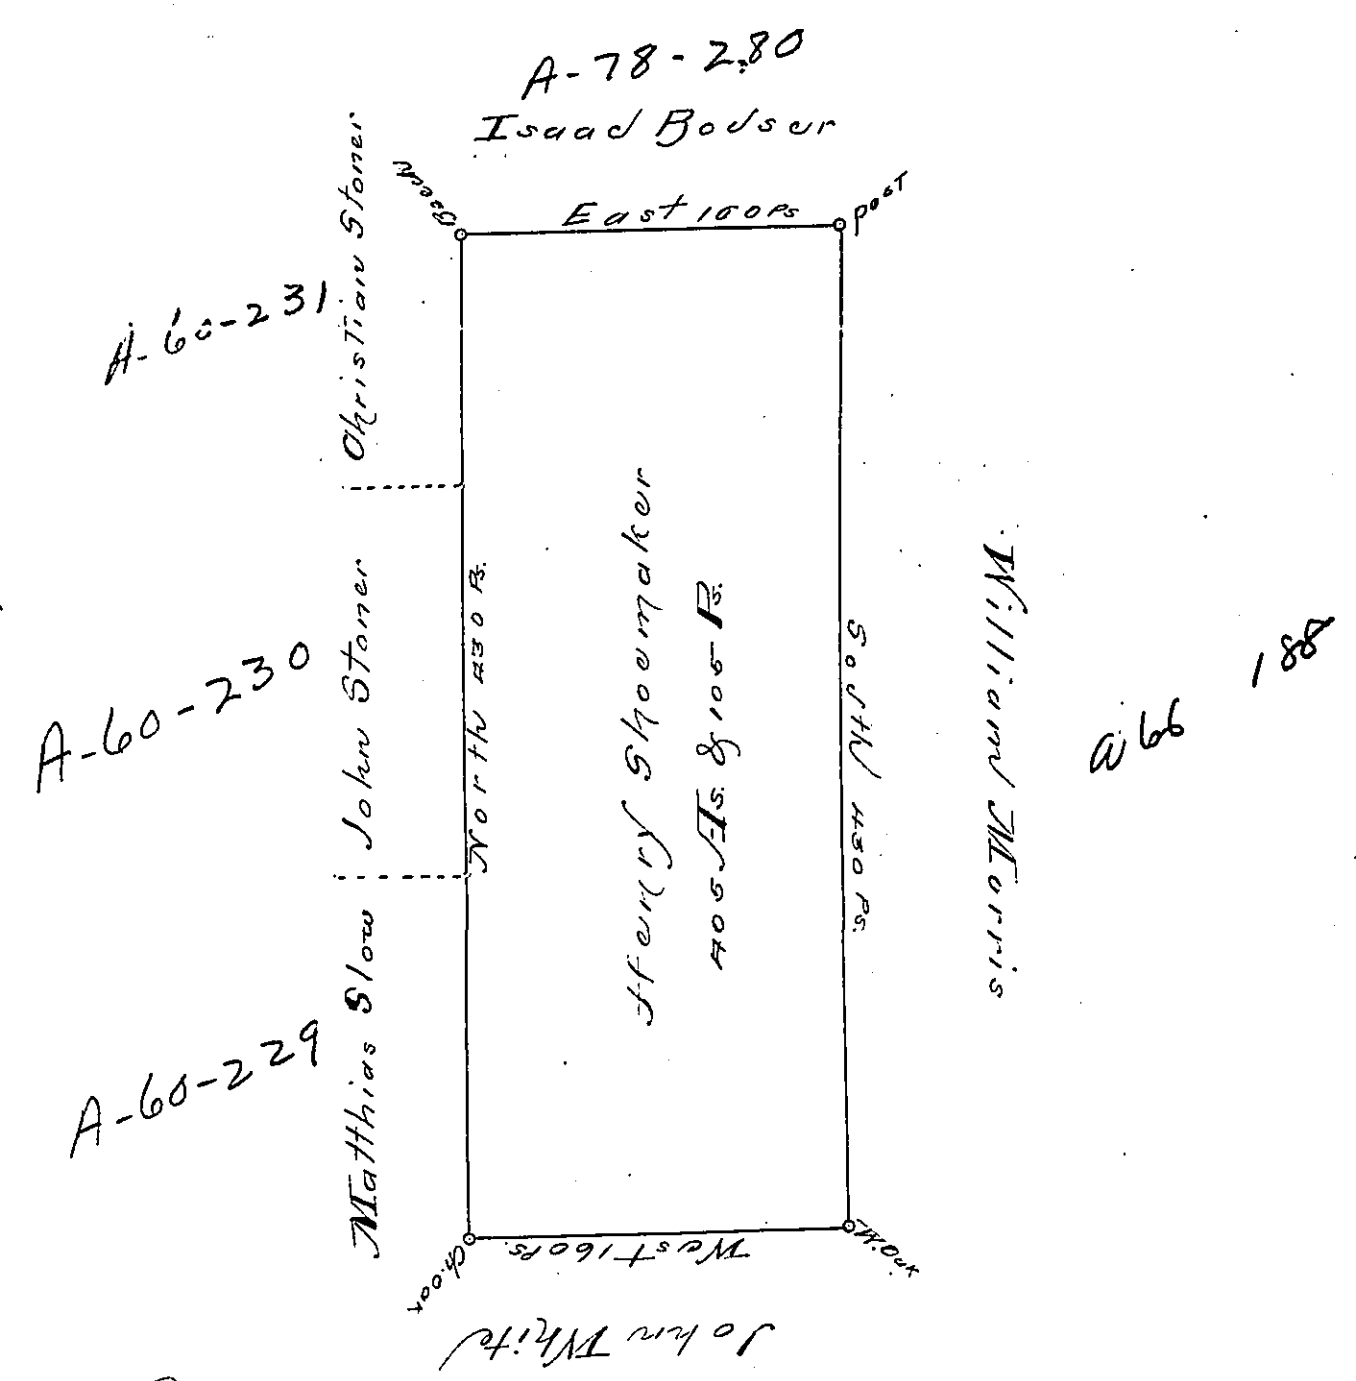 A-78-280
Isaac Bowser
Beech
East 160 Ps
Post
Christian Stoner
A-60-231
North 430 Ps.
John Stoner
A-60-230
Henry Shoemaker
405 As. & 105 Ps.
South 430 Ps.
William Morris
a 66 188
Matthias Slow
A-60-229
Ch. oak
West 160 Ps.
W. oak
John White